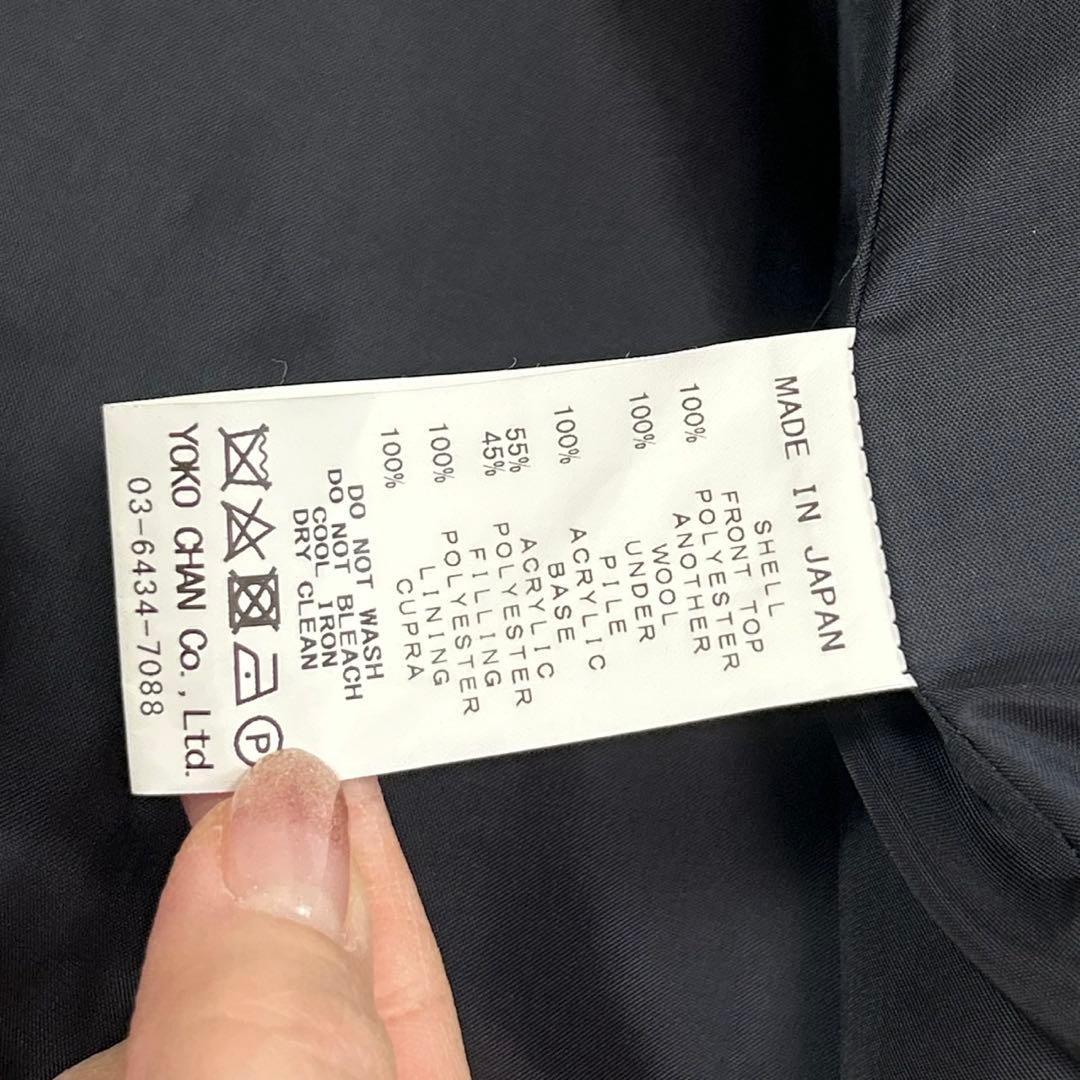 MADE IN JAPAN
SHELL
FRONT TOP
100% POLYESTER
ANOTHER
100% WOOL
UNDER
PILE
100% ACRYLIC
BASE
55% ACRYLIC
45% POLYESTER
FILLING
100% POLYESTER
LINING
100% CUPRA
DO NOT WASH
DO NOT BLEACH
COOL IRON
DRY CLEAN
P
YOKO CHAN Co., Ltd.
03-6434-7088